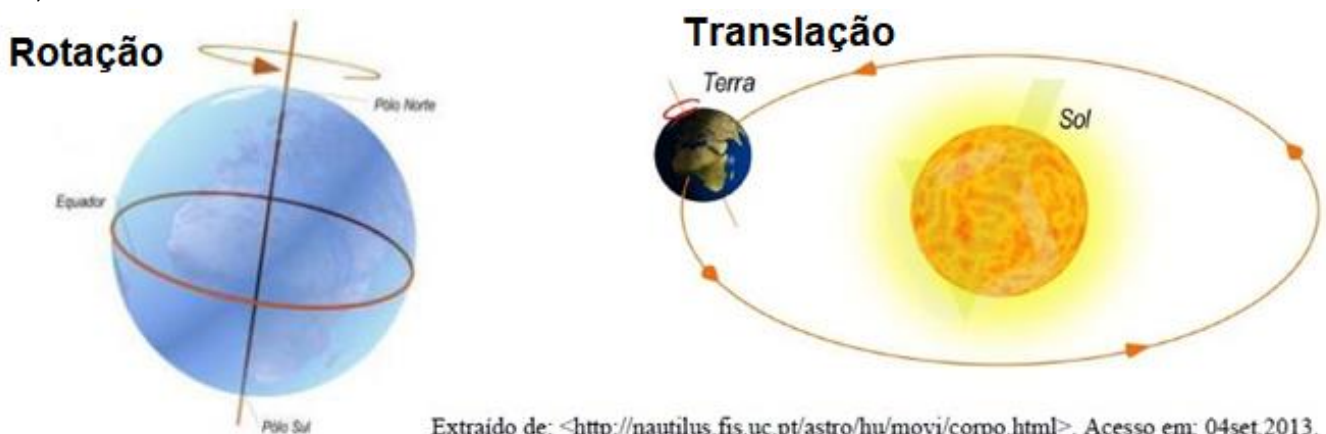 Rotação
Pólo Norte
Equador
Pólo Sul
Translação
Terra
Sol
Extraído de: <http://nautilus.fis.uc.pt/astro/hu/movi/corpo.html>. Acesso em: 04set.2013.